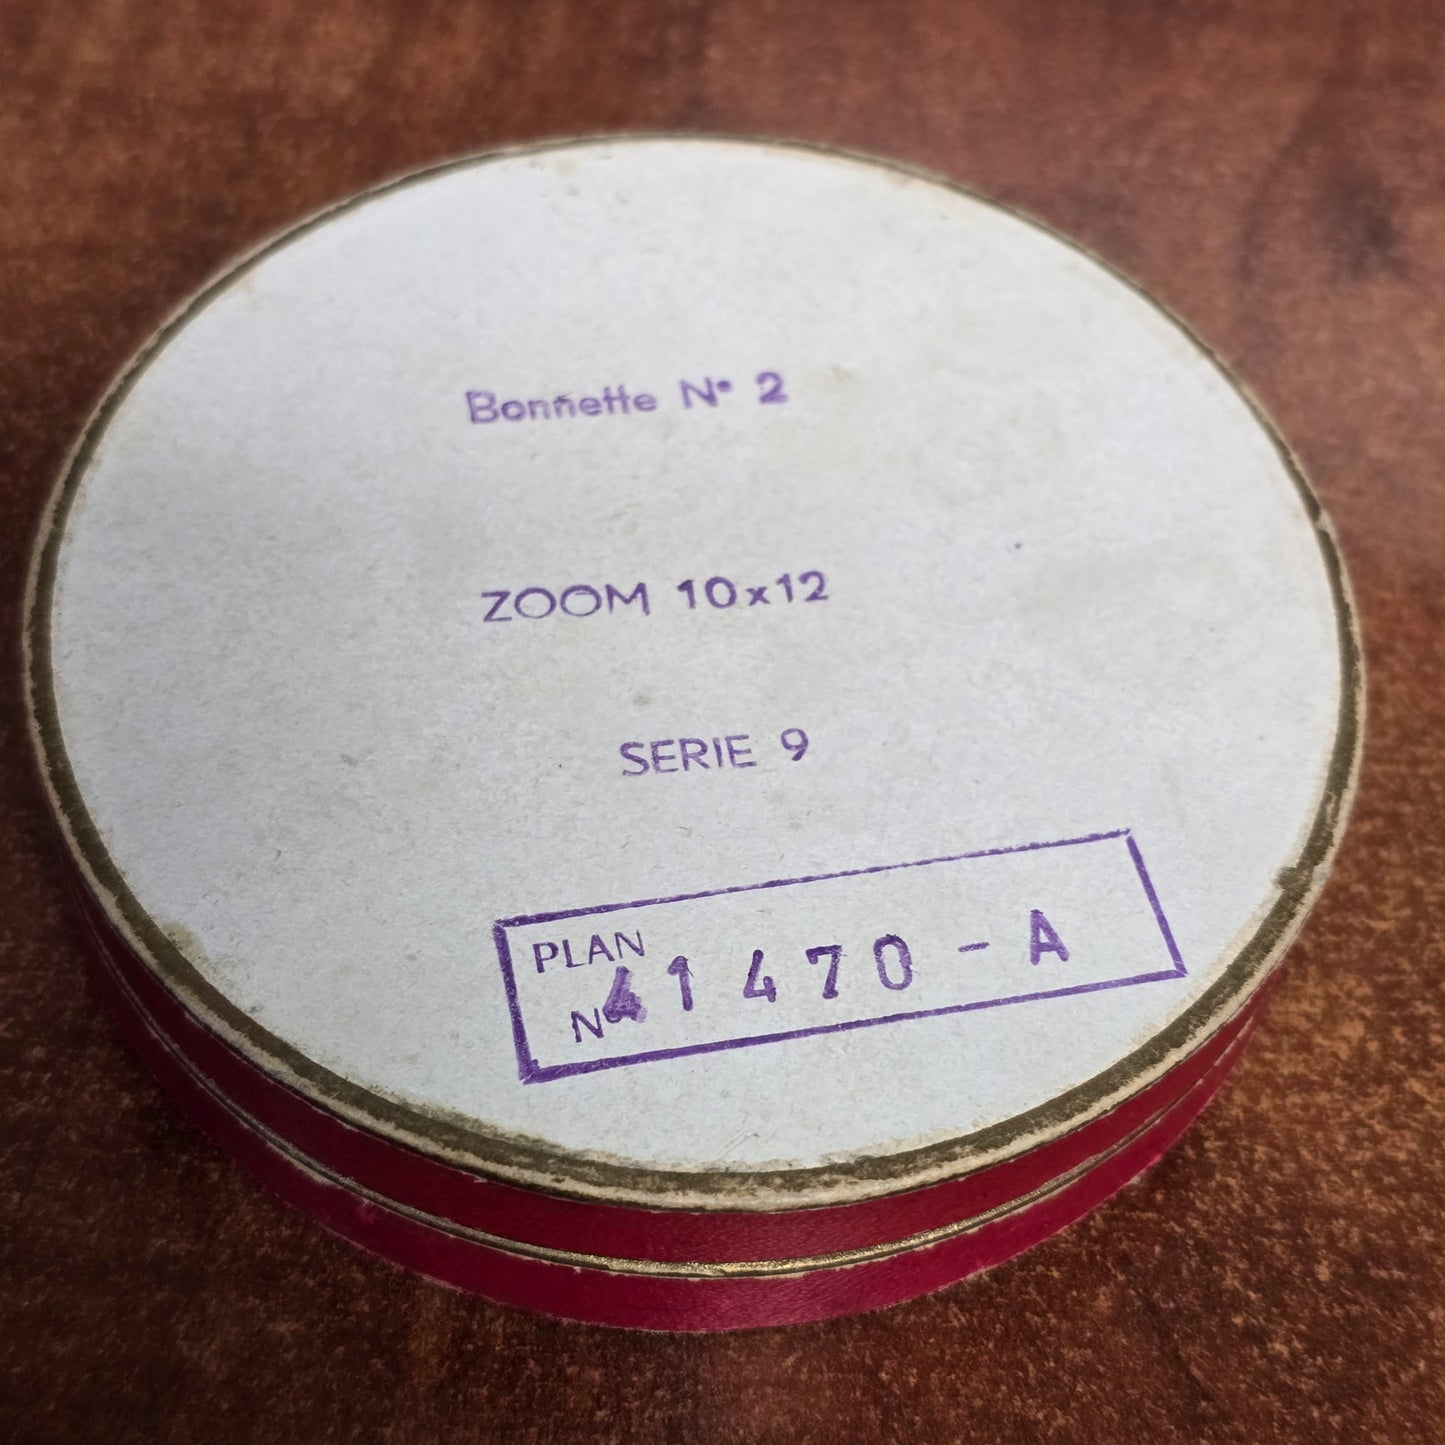 Bonnette N° 2
ZOOM 10x12
SERIE 9
PLAN
N° 41470-A